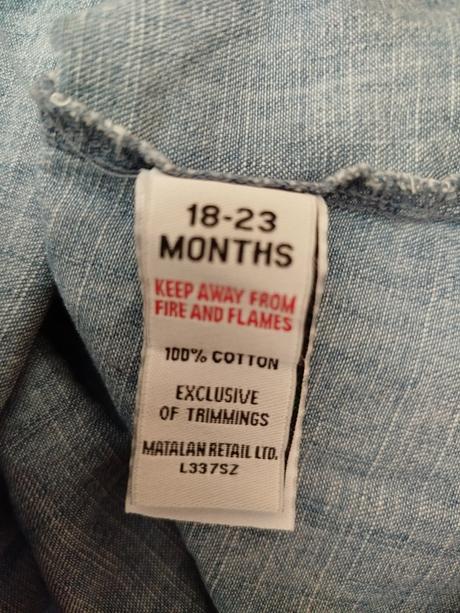 18-23
MONTHS
KEEP AWAY FROM
FIRE AND FLAMES
100% COTTON
EXCLUSIVE
OF TRIMMINGS
MATALAN RETAIL LTD.
L337SZ